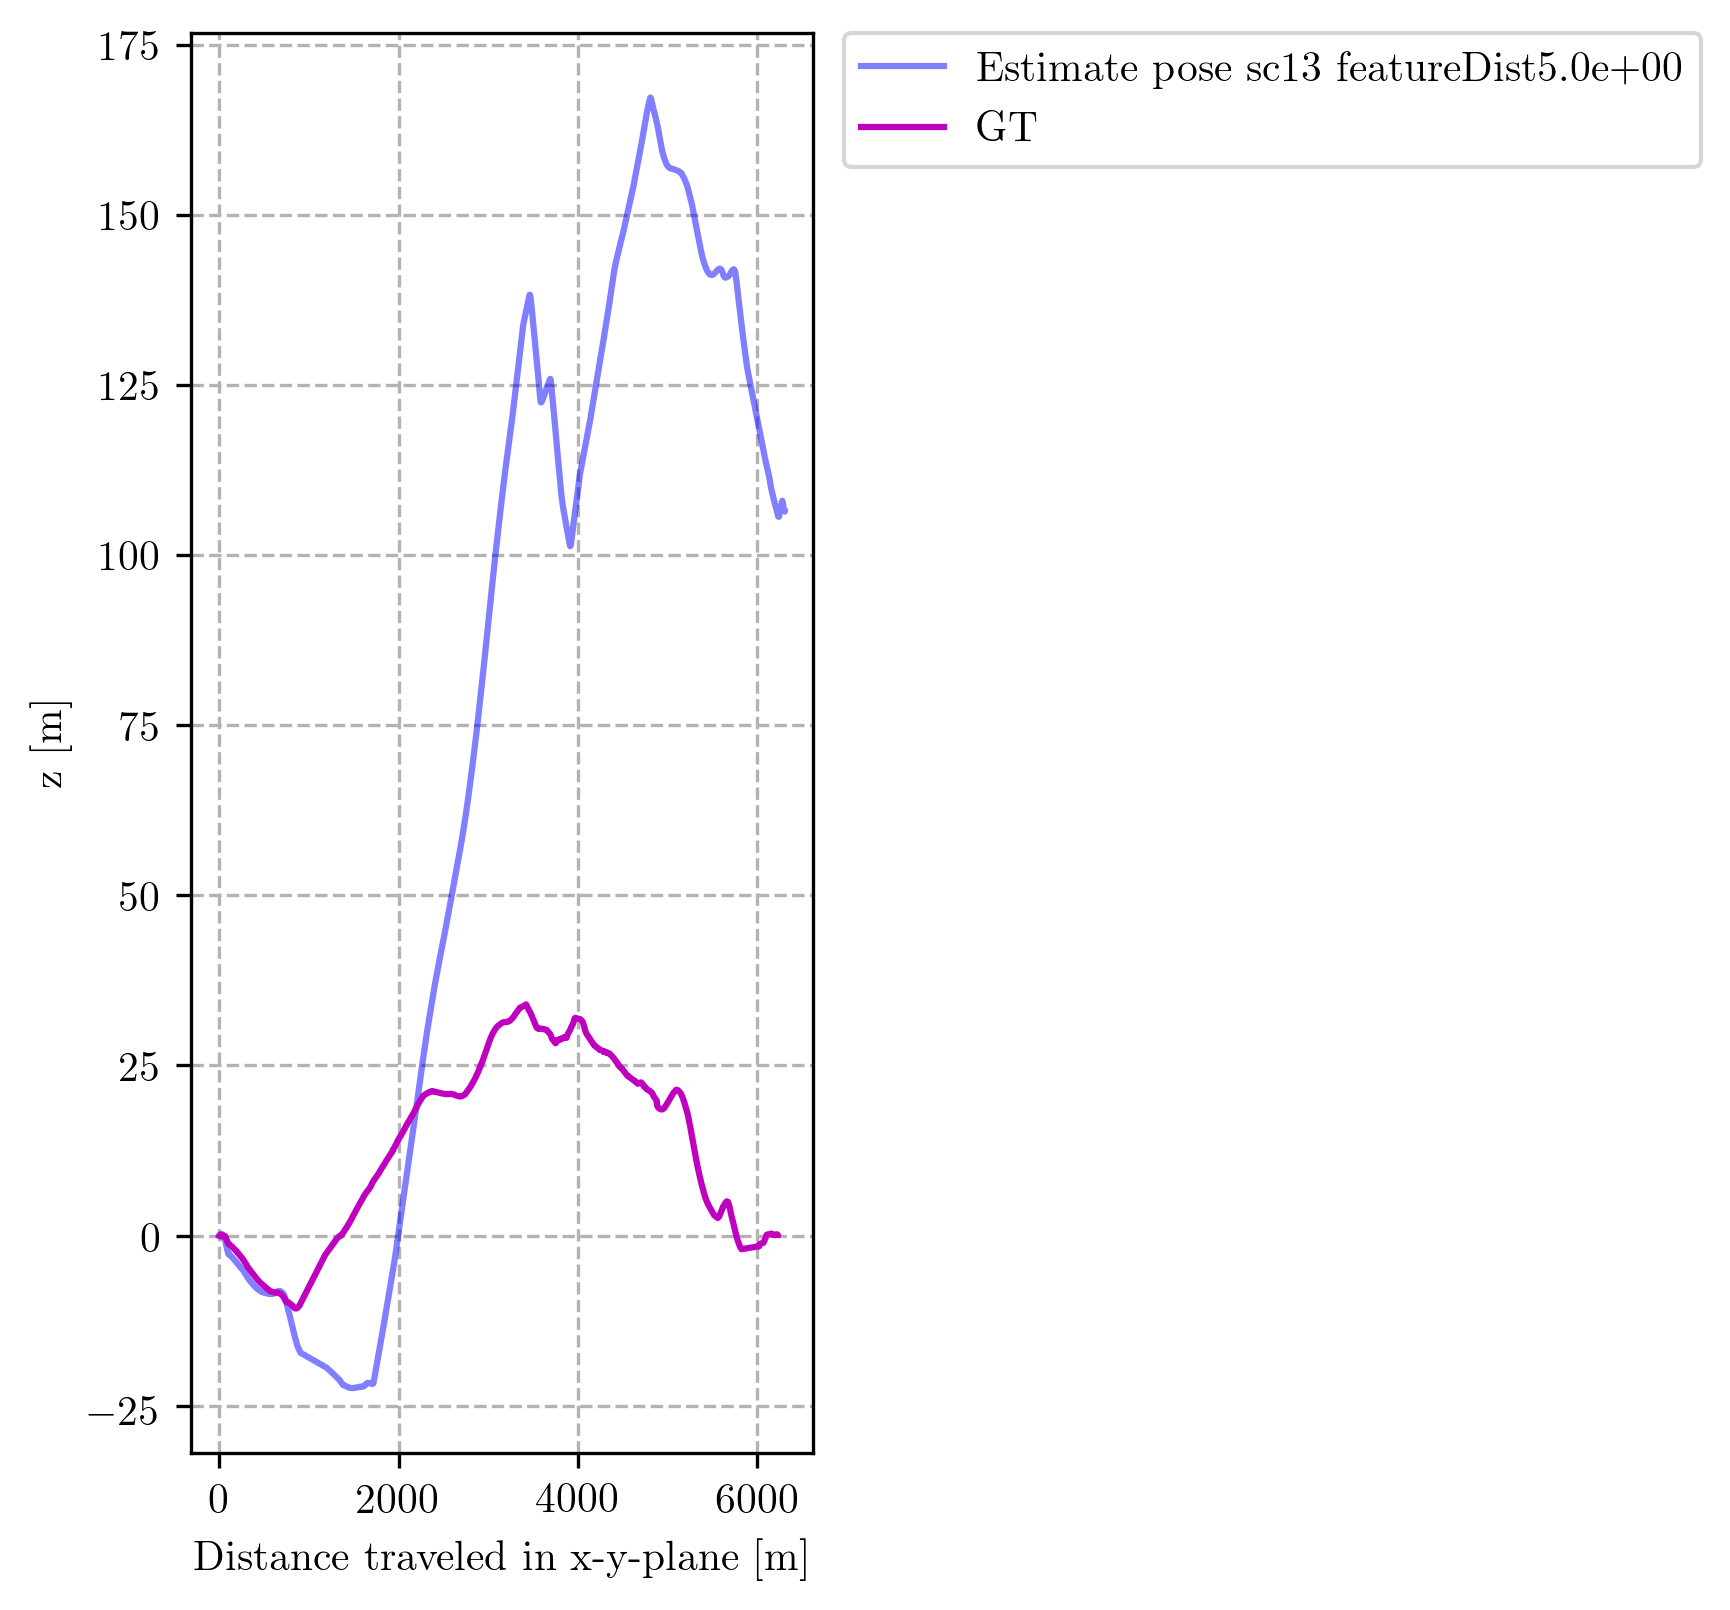 175
150
125
100
75
50
25
0
−25
z [m]
0 2000 4000 6000
Distance traveled in x-y-plane [m]
Estimate pose sc13 featureDist5.0e+00
GT